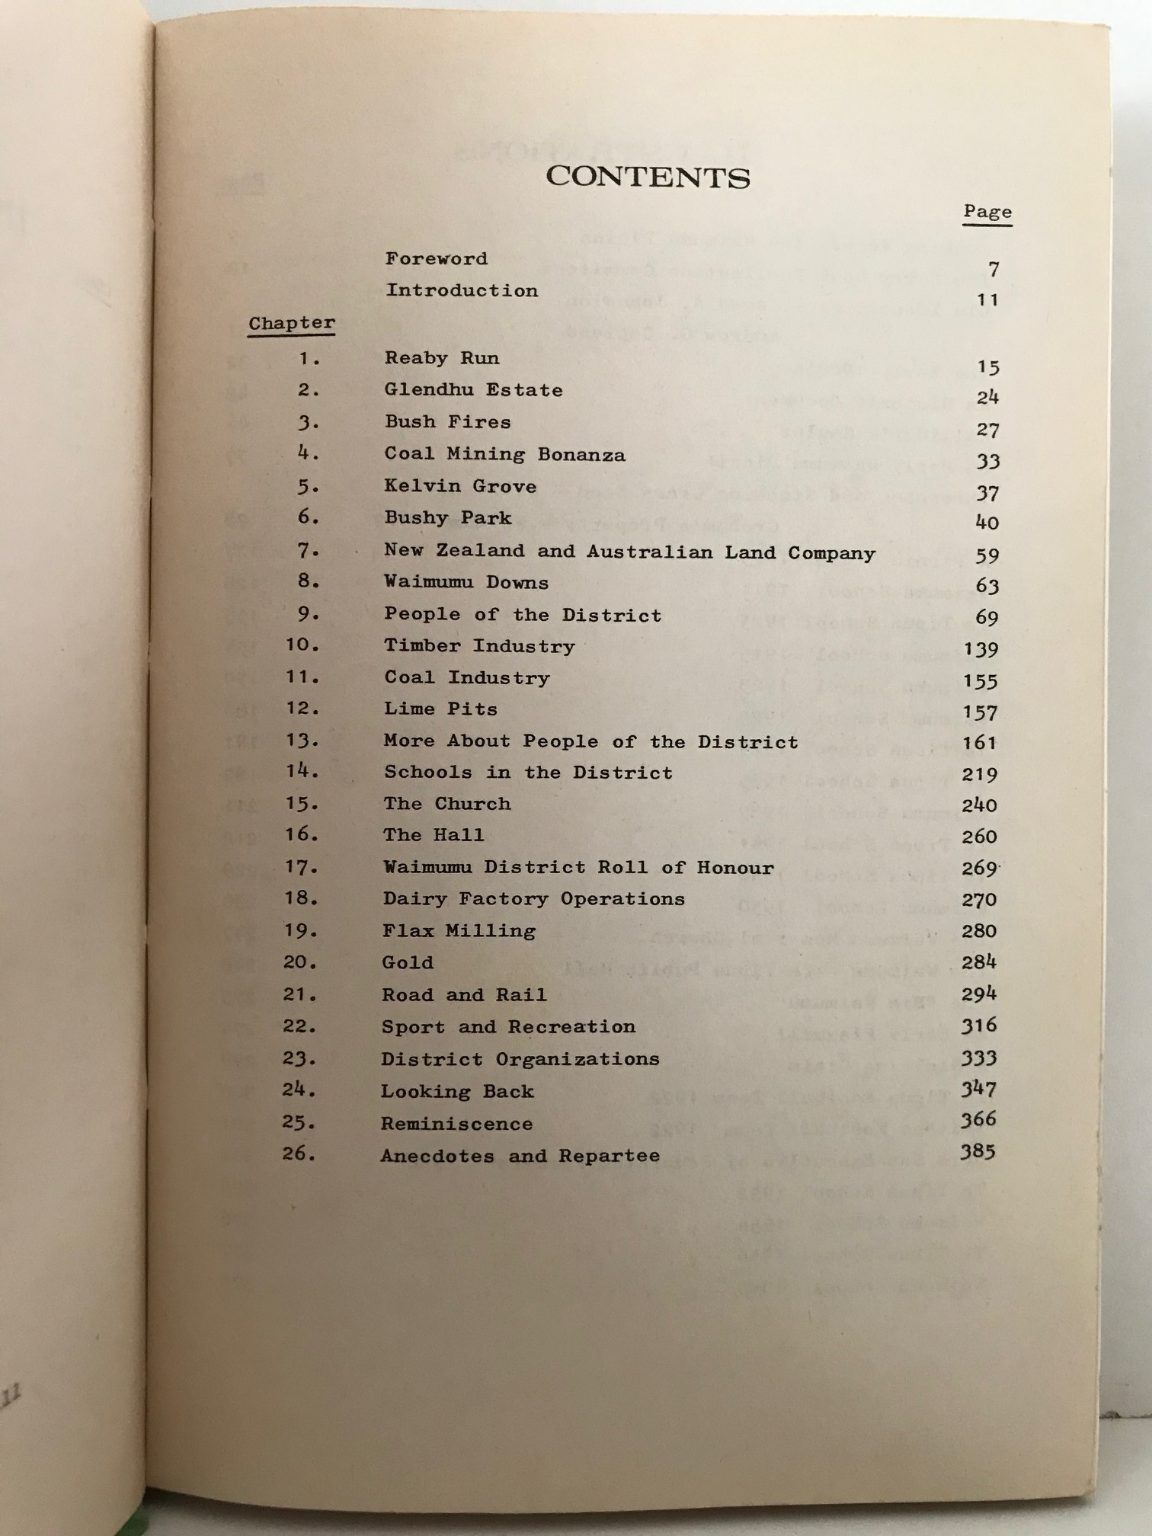 CONTENTS
Page
Foreword 7
Introduction 11
Chapter
1. Reaby Run 15
2. Glendhu Estate 24
3. Bush Fires 27
4. Coal Mining Bonanza 33
5. Kelvin Grove 37
6. Bushy Park 40
7. New Zealand and Australian Land Company 59
8. Waimumu Downs 63
9. People of the District 69
10. Timber Industry 139
11. Coal Industry 155
12. Lime Pits 157
13. More About People of the District 161
14. Schools in the District 219
15. The Church 240
16. The Hall 260
17. Waimumu District Roll of Honour 269
18. Dairy Factory Operations 270
19. Flax Milling 280
20. Gold 284
21. Road and Rail 294
22. Sport and Recreation 316
23. District Organizations 333
24. Looking Back 347
25. Reminiscence 366
26. Anecdotes and Repartee 385